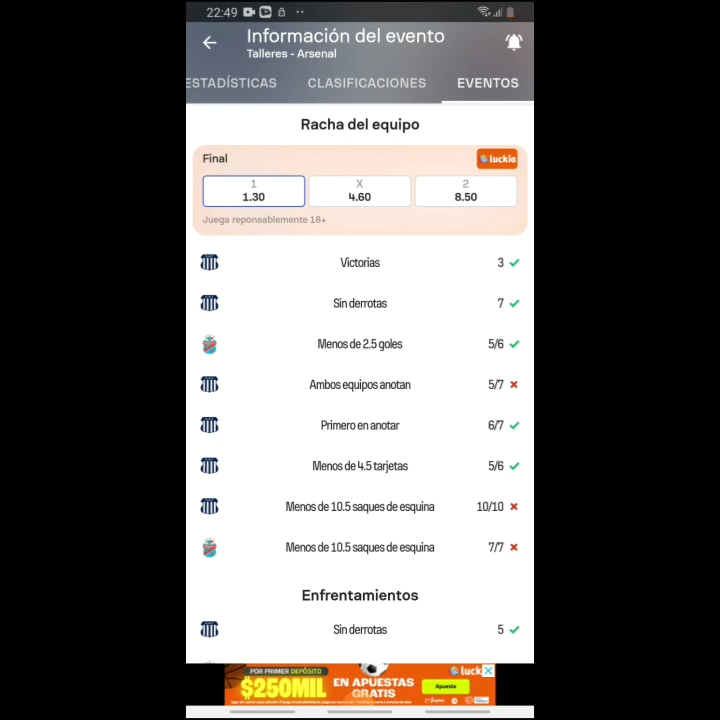 22:49
Información del evento
Talleres - Arsenal
ESTADÍSTICAS CLASIFICACIONES EVENTOS
Racha del equipo
Final luckia
1 X 2
1.30 4.60 8.50
Juega reponsablemente 18+
Victorias 3
Sin derrotas 7
Menos de 2.5 goles 5/6
Ambos equipos anotan 5/7
Primero en anotar 6/7
Menos de 4.5 tarjetas 5/6
Menos de 10.5 saques de esquina 10/10
Menos de 10.5 saques de esquina 7/7
Enfrentamientos
Sin derrotas 5
POR PRIMER DEPÓSITO
$250MIL
EN APUESTAS
GRATIS
luck
Apuesta